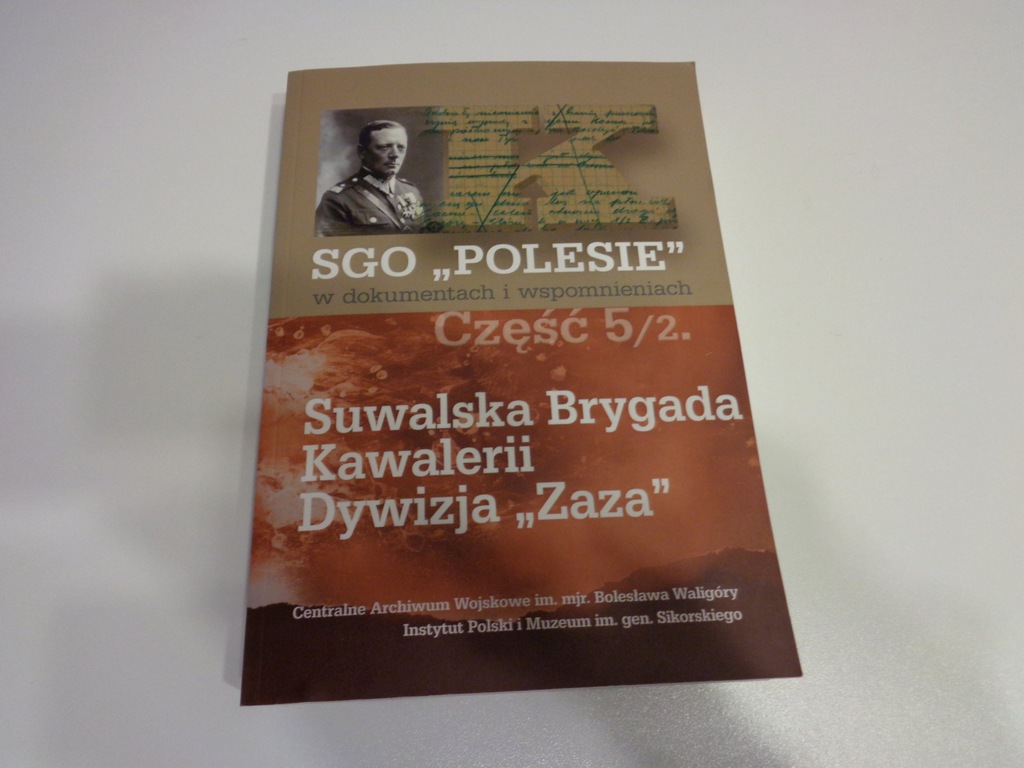 K
SGO „POLESIE”
w dokumentach i wspomnieniach
Część 5/2.
Suwalska Brygada
Kawalerii
Dywizja „Zaza”
Centralne Archiwum Wojskowe im. mjr. Bolesława Waligóry
Instytut Polski i Muzeum im. gen. Sikorskiego